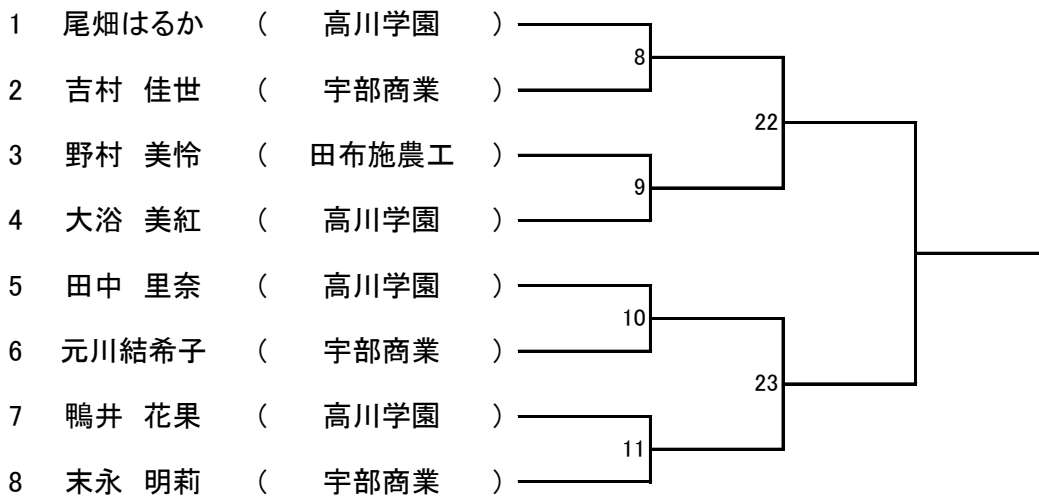 1 尾畑はるか ( 高川学園 )
8
2 吉村 佳世 ( 宇部商業 )
22
3 野村 美怜 ( 田布施農工 )
9
4 大浴 美紅 ( 高川学園 )
5 田中 里奈 ( 高川学園 )
10
6 元川結希子 ( 宇部商業 )
23
7 鴨井 花果 ( 高川学園 )
11
8 末永 明莉 ( 宇部商業 )